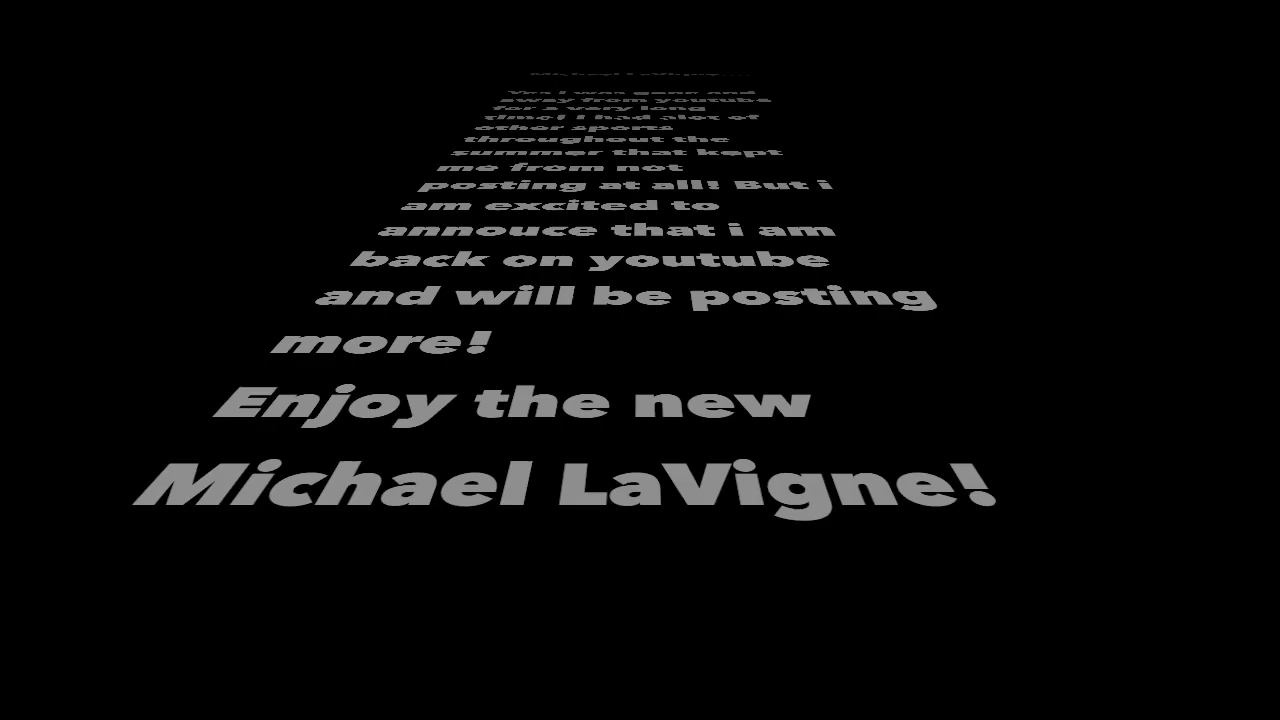 Michael LaVigne....
Yes I was gone and
away from youtube
for a very long
time! I had alot of
other sports
throughout the
summer that kept
me from not
posting at all! But i
am excited to
annouce that i am
back on youtube
and will be posting
more!
Enjoy the new
Michael LaVigne!